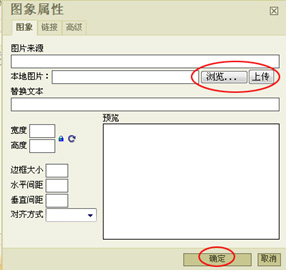 图象属性
图象 链接 高级
图片来源
本地图片： 浏览... 上传
替换文本
宽度
高度
预览
边框大小
水平间距
垂直间距
对齐方式
确定 取消